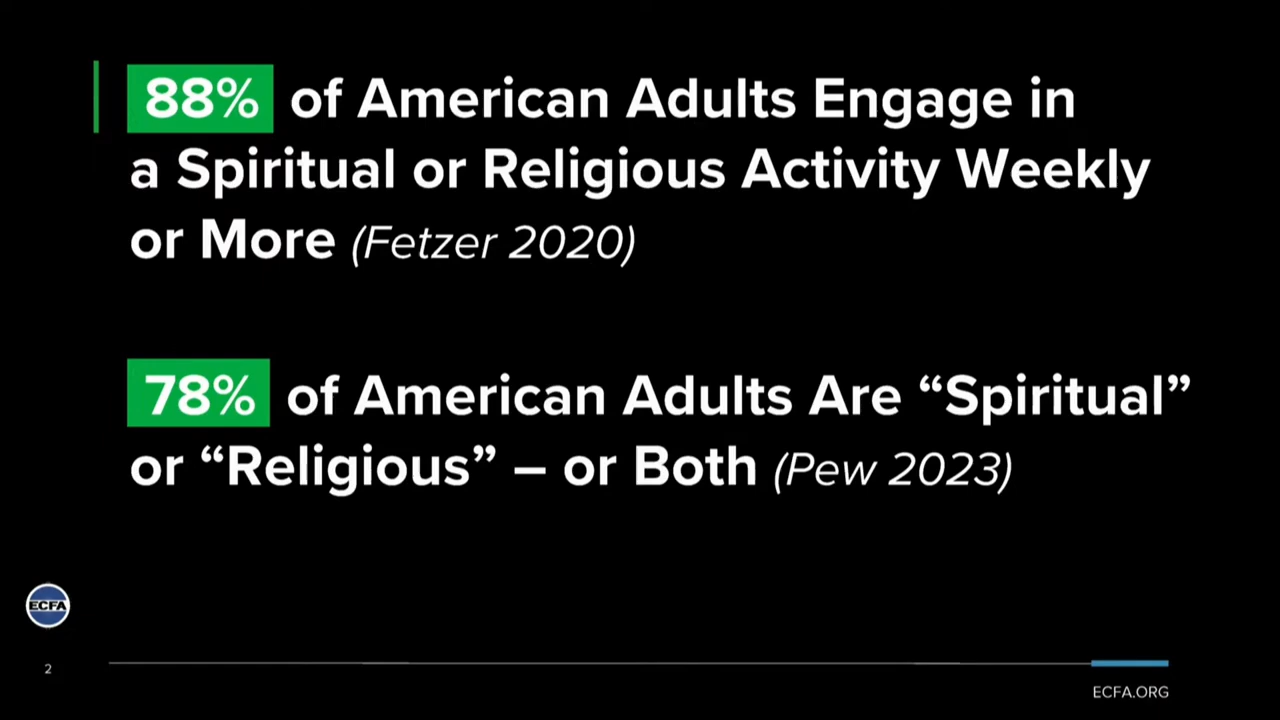 88% of American Adults Engage in
a Spiritual or Religious Activity Weekly
or More (Fetzer 2020)
78% of American Adults Are “Spiritual”
or “Religious” – or Both (Pew 2023)
ECFA
2
ECFA.ORG